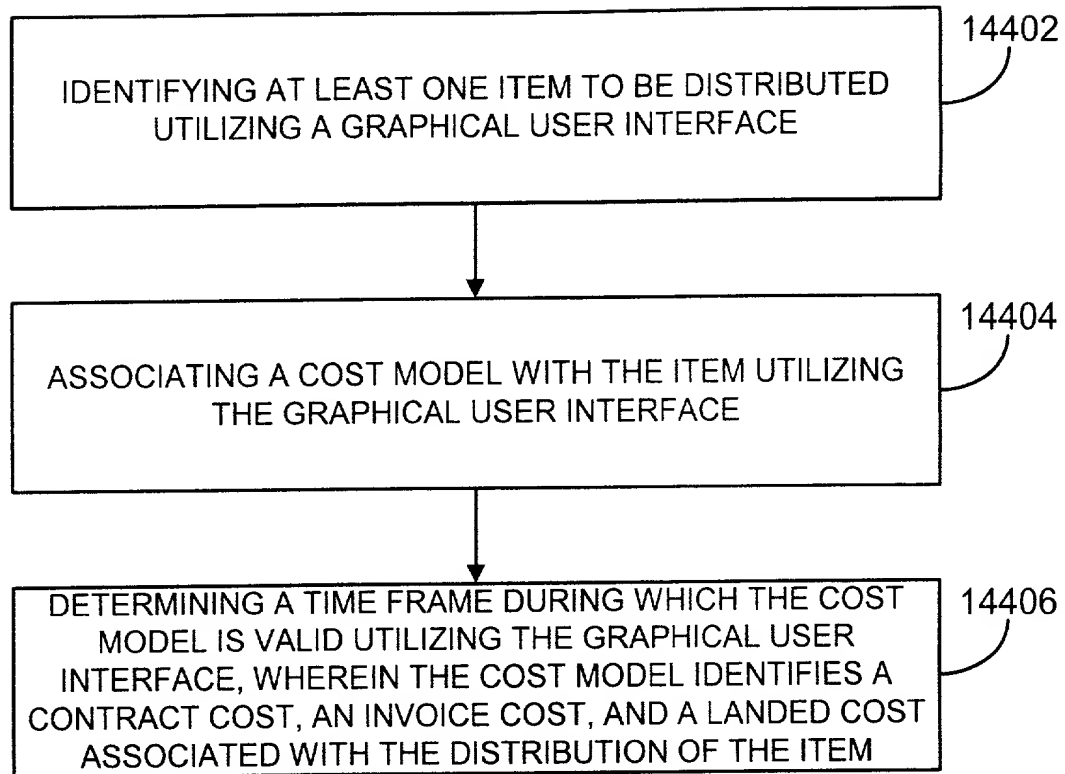 14402
IDENTIFYING AT LEAST ONE ITEM TO BE DISTRIBUTED
UTILIZING A GRAPHICAL USER INTERFACE
14404
ASSOCIATING A COST MODEL WITH THE ITEM UTILIZING
THE GRAPHICAL USER INTERFACE
14406
DETERMINING A TIME FRAME DURING WHICH THE COST
MODEL IS VALID UTILIZING THE GRAPHICAL USER
INTERFACE, WHEREIN THE COST MODEL IDENTIFIES A
CONTRACT COST, AN INVOICE COST, AND A LANDED COST
ASSOCIATED WITH THE DISTRIBUTION OF THE ITEM